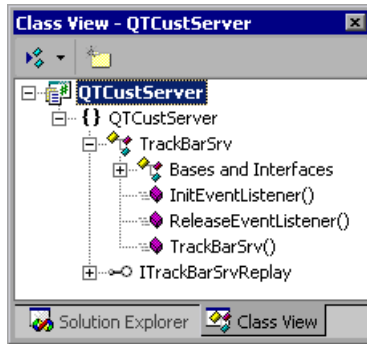 Class View - QTCustServer
QTCustServer
{} QTCustServer
TrackBarSrv
Bases and Interfaces
InitEventListener()
ReleaseEventListener()
TrackBarSrv()
ITrackBarSrvReplay
Solution Explorer Class View